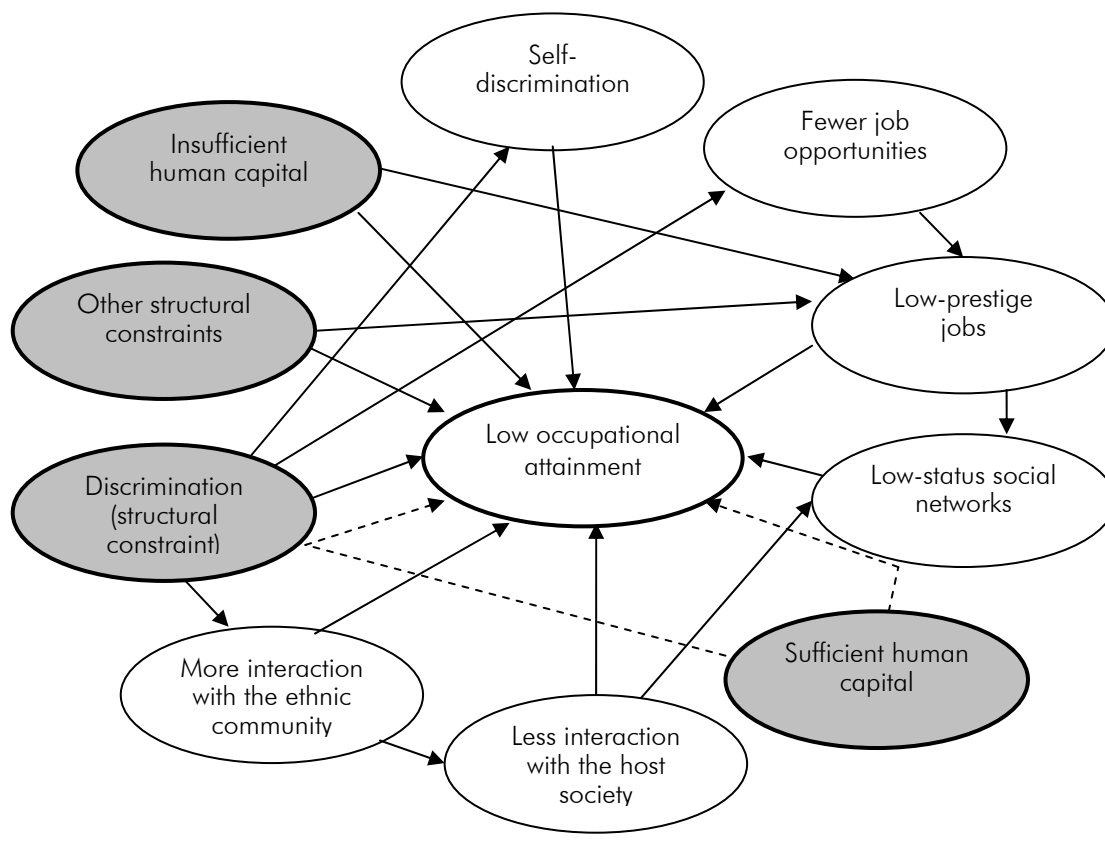 Self-
discrimination
Fewer job
opportunities
Insufficient
human capital
Other structural
constraints
Low-prestige
jobs
Low occupational
attainment
Discrimination
(structural
constraint)
Low-status social
networks
More interaction
with the ethnic
community
Less interaction
with the host
society
Sufficient human
capital